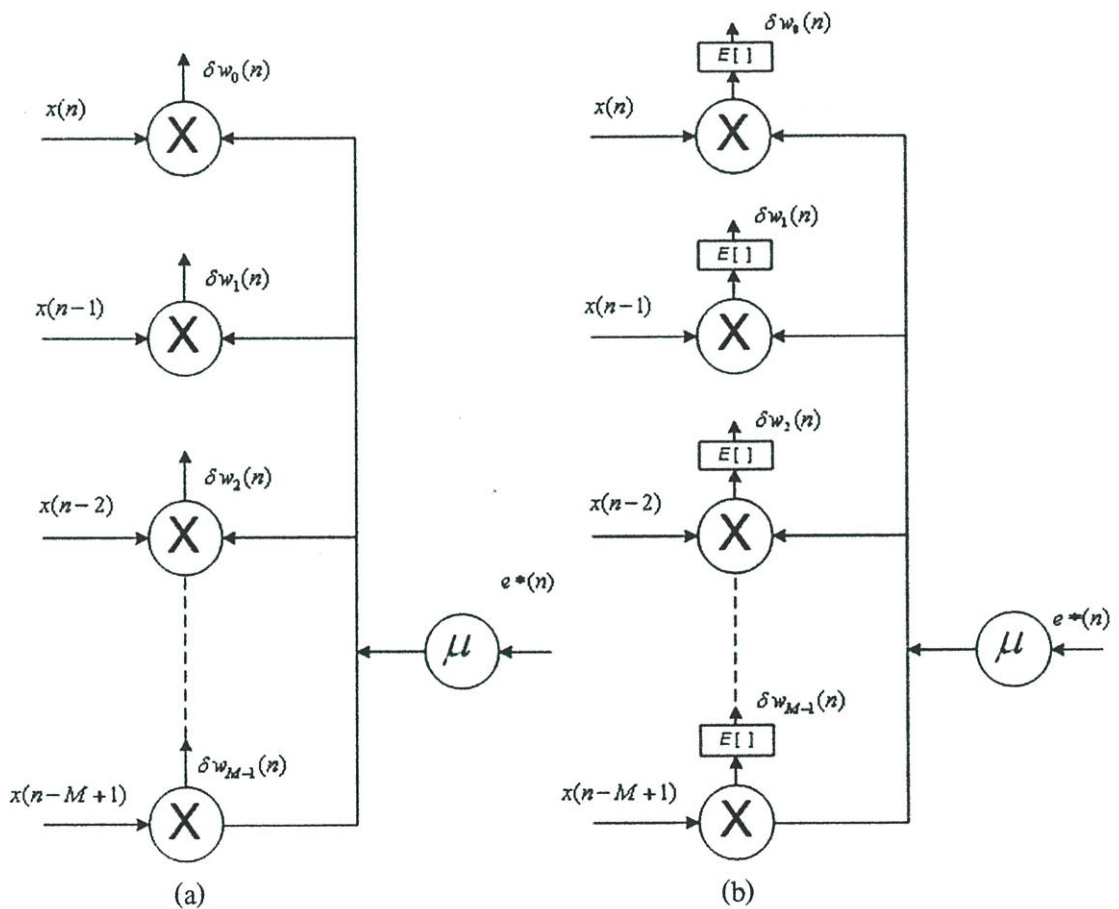 δw₀(n)
x(n)
X
δw₁(n)
x(n−1)
X
δw₂(n)
x(n−2)
X
e*(n)
μ
δw_{M−1}(n)
x(n−M+1)
X
(a)
δw₀(n)
E[ ]
x(n)
X
δw₁(n)
E[ ]
x(n−1)
X
δw₂(n)
E[ ]
x(n−2)
X
e*(n)
μ
δw_{M−1}(n)
E[ ]
x(n−M+1)
X
(b)